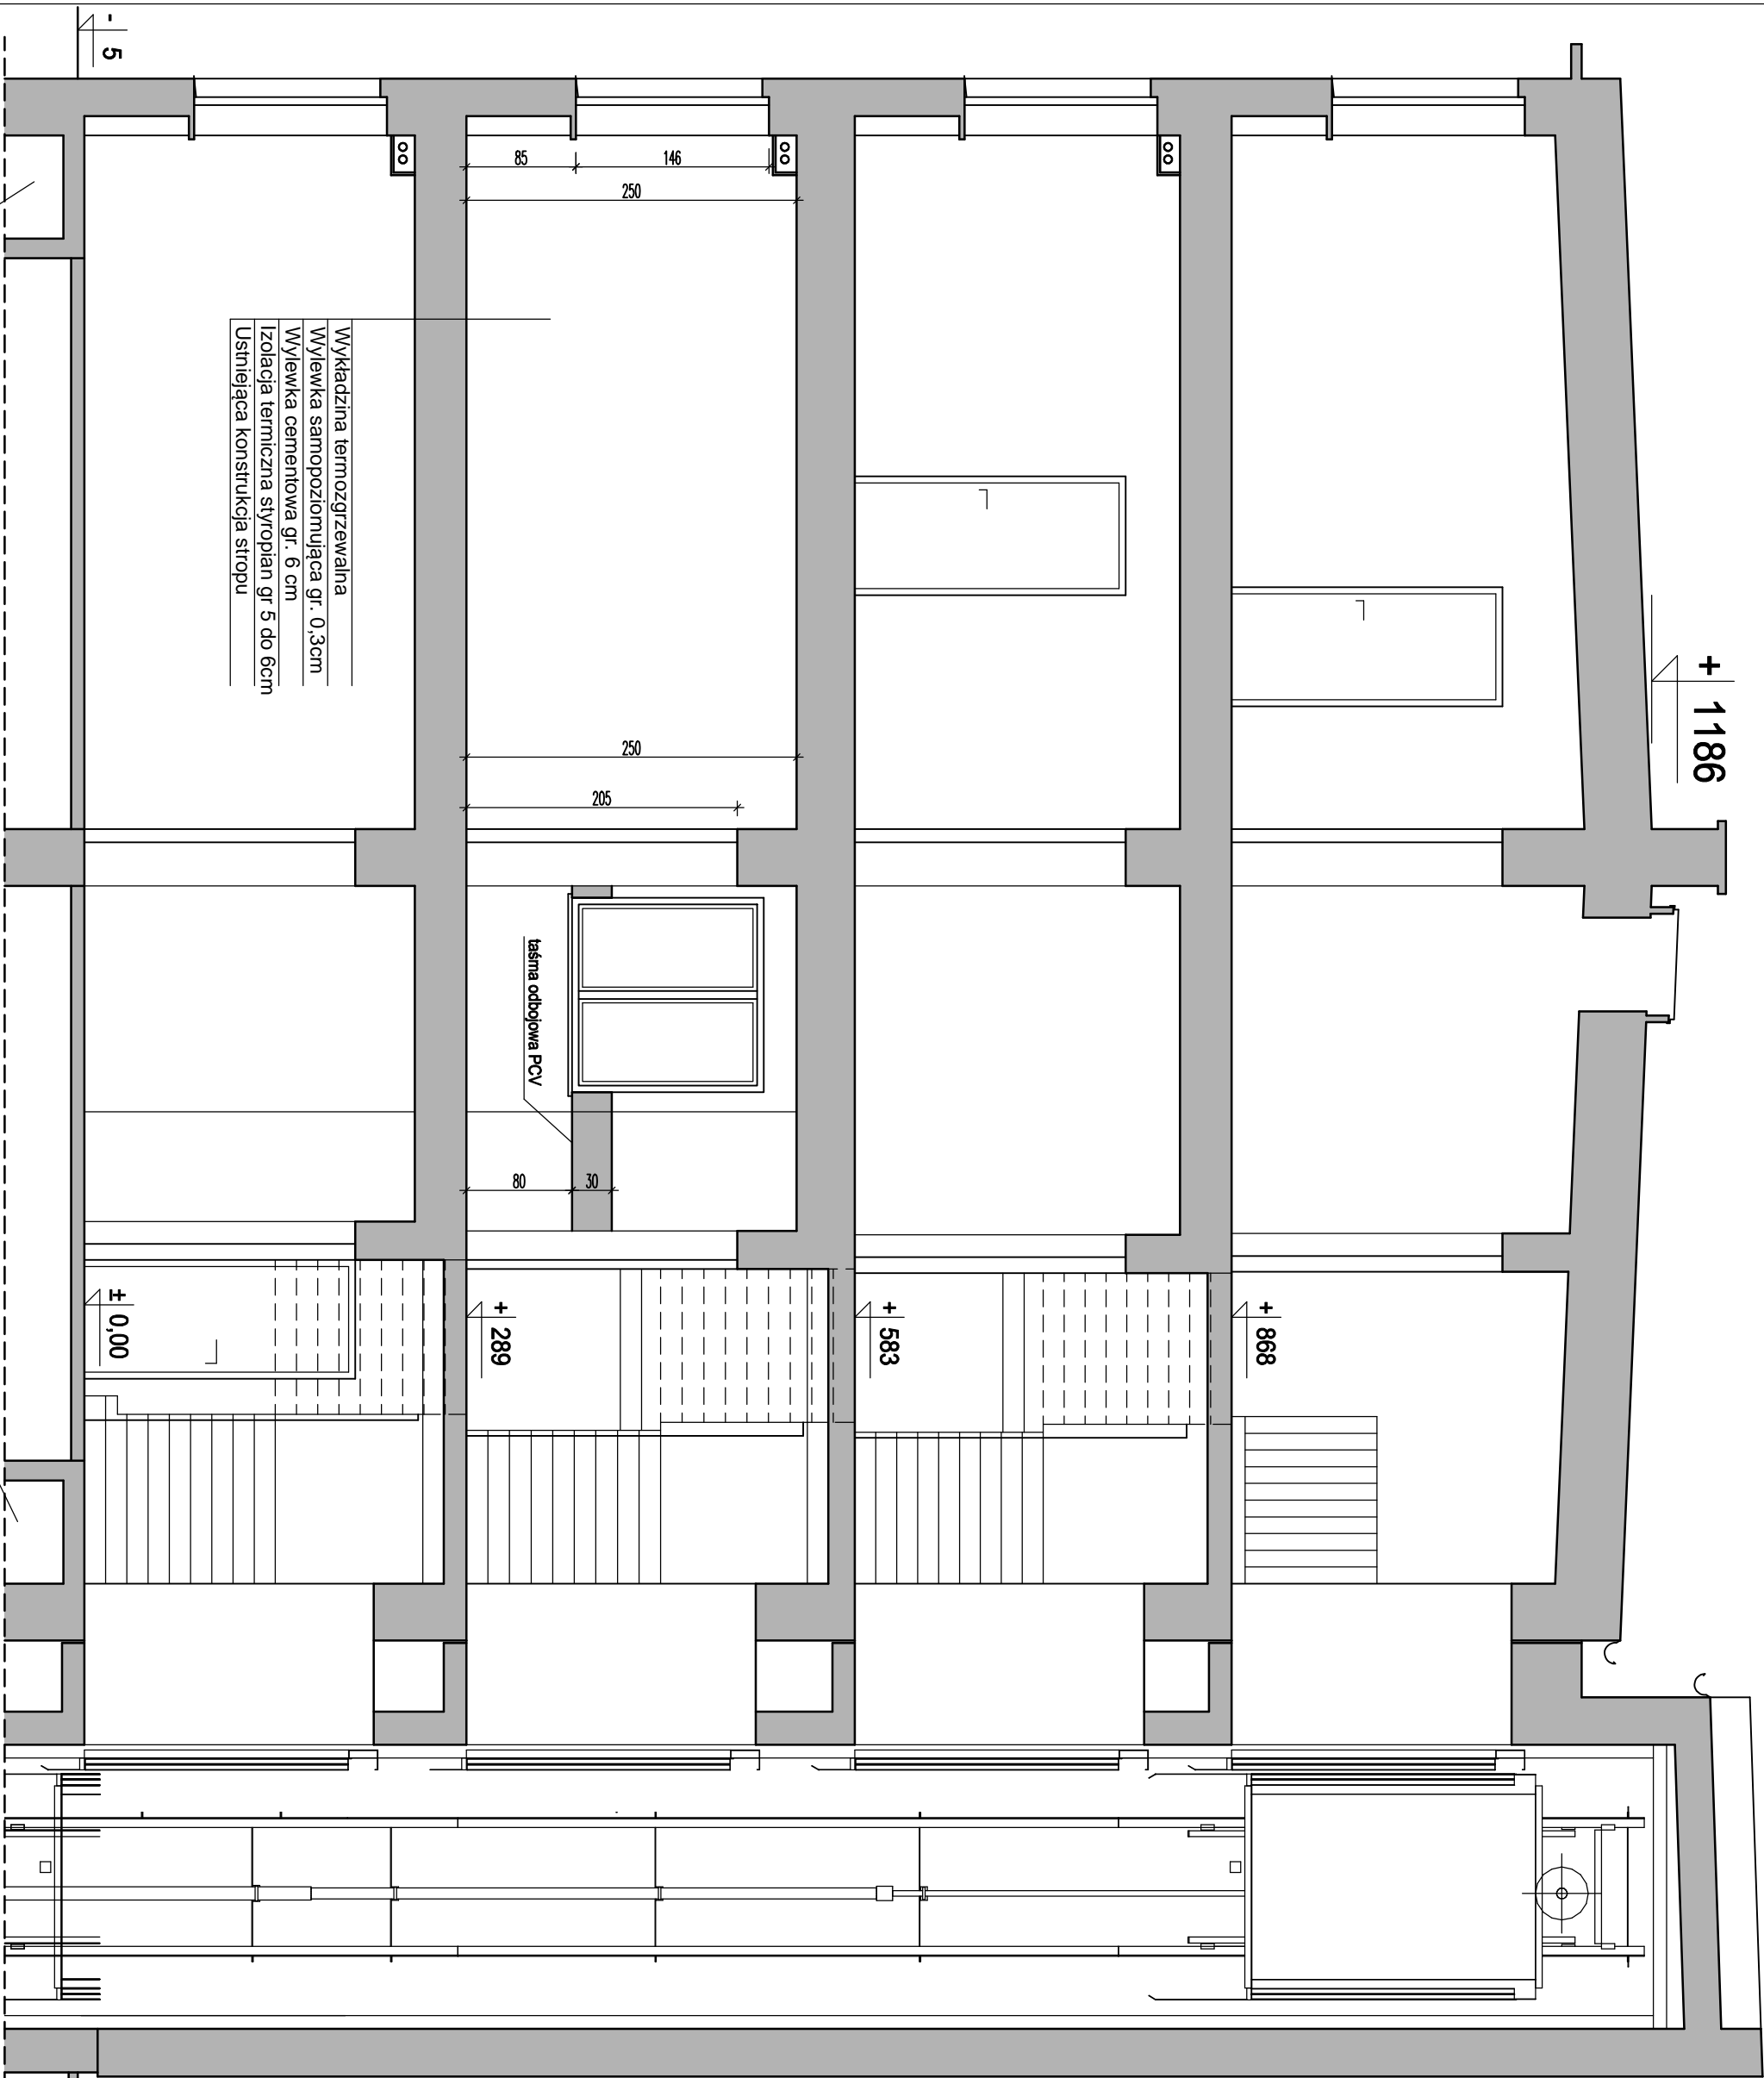 - 5
+ 1186
85
146
250
Wykładzina termozgrzewalna
Wylewka samopoziomująca gr. 0,3cm
Wylewka cementowa gr. 6 cm
Izolacja termiczna styropian gr 5 do 6cm
Ustniejąca konstrukcja stropu
250
205
taśma odbojowa PCV
80
30
± 0,00
+ 289
+ 583
+ 868